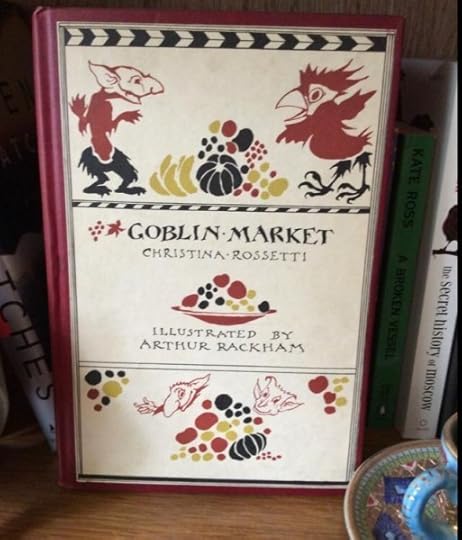 GOBLIN·MARKET
CHRISTINA·ROSSETTI
ILLUSTRATED BY
ARTHUR RACKHAM
KATE ROSS
A BROKEN VESSEL
the secret history of moscow